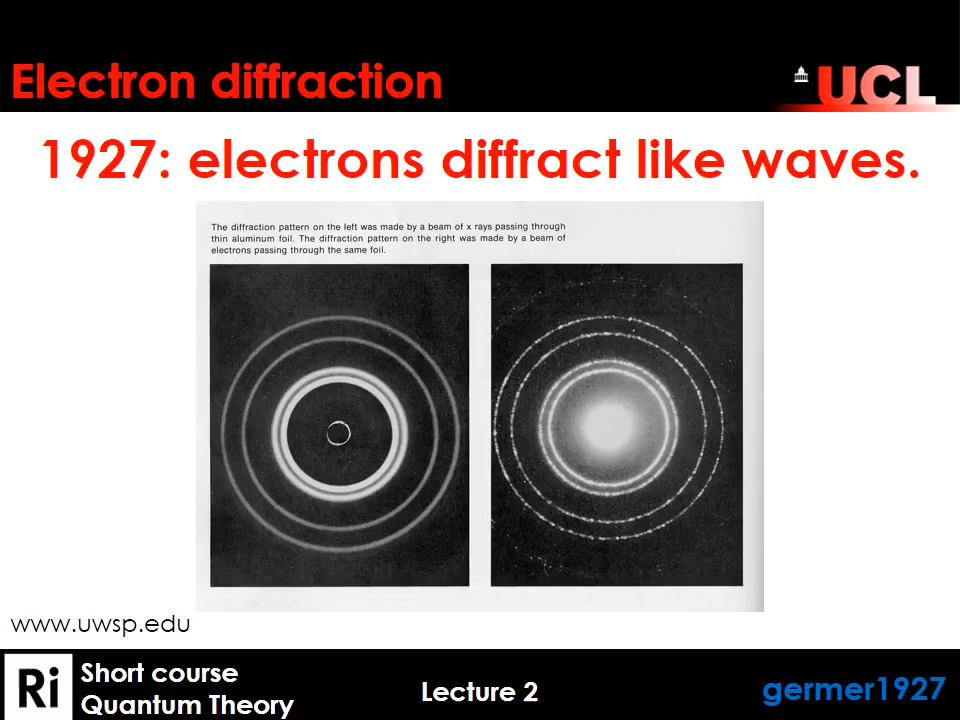 Electron diffraction
UCL
1927: electrons diffract like waves.
The diffraction pattern on the left was made by a beam of x rays passing through
thin aluminum foil. The diffraction pattern on the right was made by a beam of
electrons passing through the same foil.
www.uwsp.edu
Ri
Short course
Quantum Theory
Lecture 2
germer1927